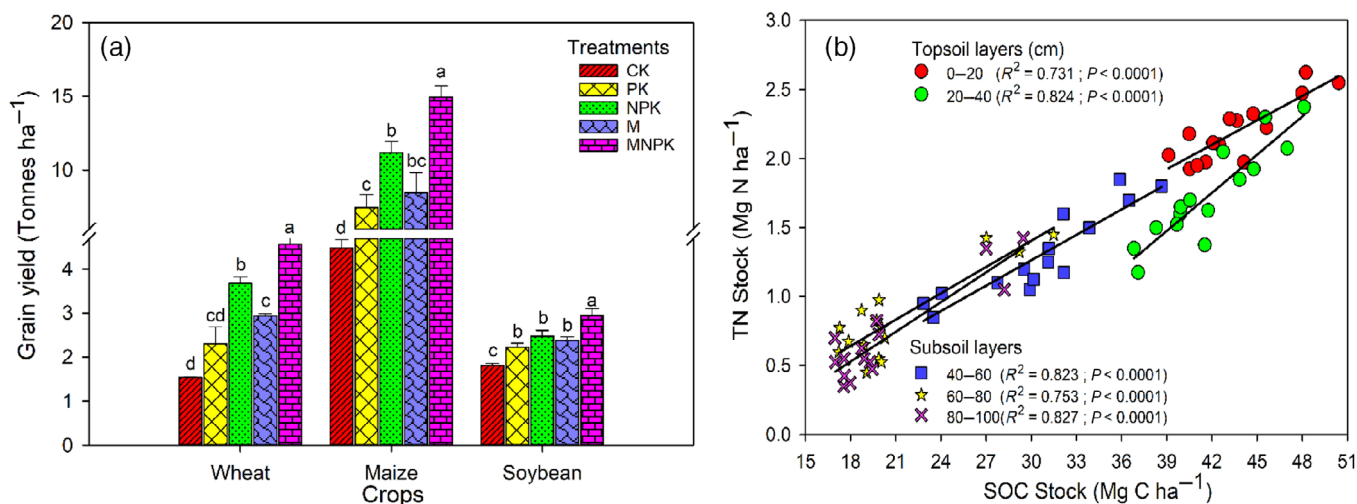 (a)
Grain yield (Tonnes ha⁻¹)
20
15
10
4
3
2
1
0
Treatments
CK
PK
NPK
M
MNPK
d
cd
b
c
a
d
c
b
bc
a
c
b
b
b
a
Wheat
Maize
Soybean
Crops
(b)
TN Stock (Mg N ha⁻¹)
3.0
2.5
2.0
1.5
1.0
0.5
0.0
Topsoil layers (cm)
0–20 (R² = 0.731 ; P < 0.0001)
20–40 (R² = 0.824 ; P < 0.0001)
Subsoil layers
40–60 (R² = 0.823 ; P < 0.0001)
60–80 (R² = 0.753 ; P < 0.0001)
80–100(R² = 0.827 ; P < 0.0001)
15 18 21 24 27 30 33 36 39 42 45 48 51
SOC Stock (Mg C ha⁻¹)